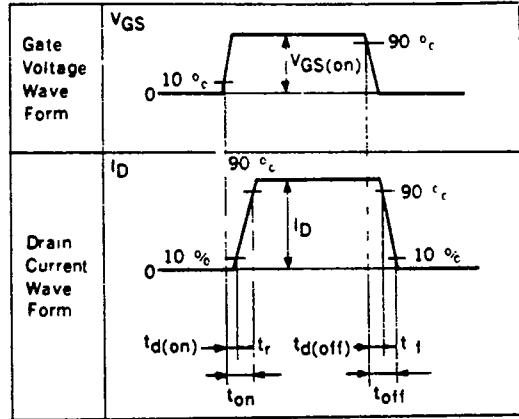 VGS
Gate
Voltage
Wave
Form
10 %
0
VGS(on)
90 %
ID
Drain
Current
Wave
Form
90 %
10 %
0
ID
90 %
10 %
td(on)
tr
td(off)
tf
ton
toff